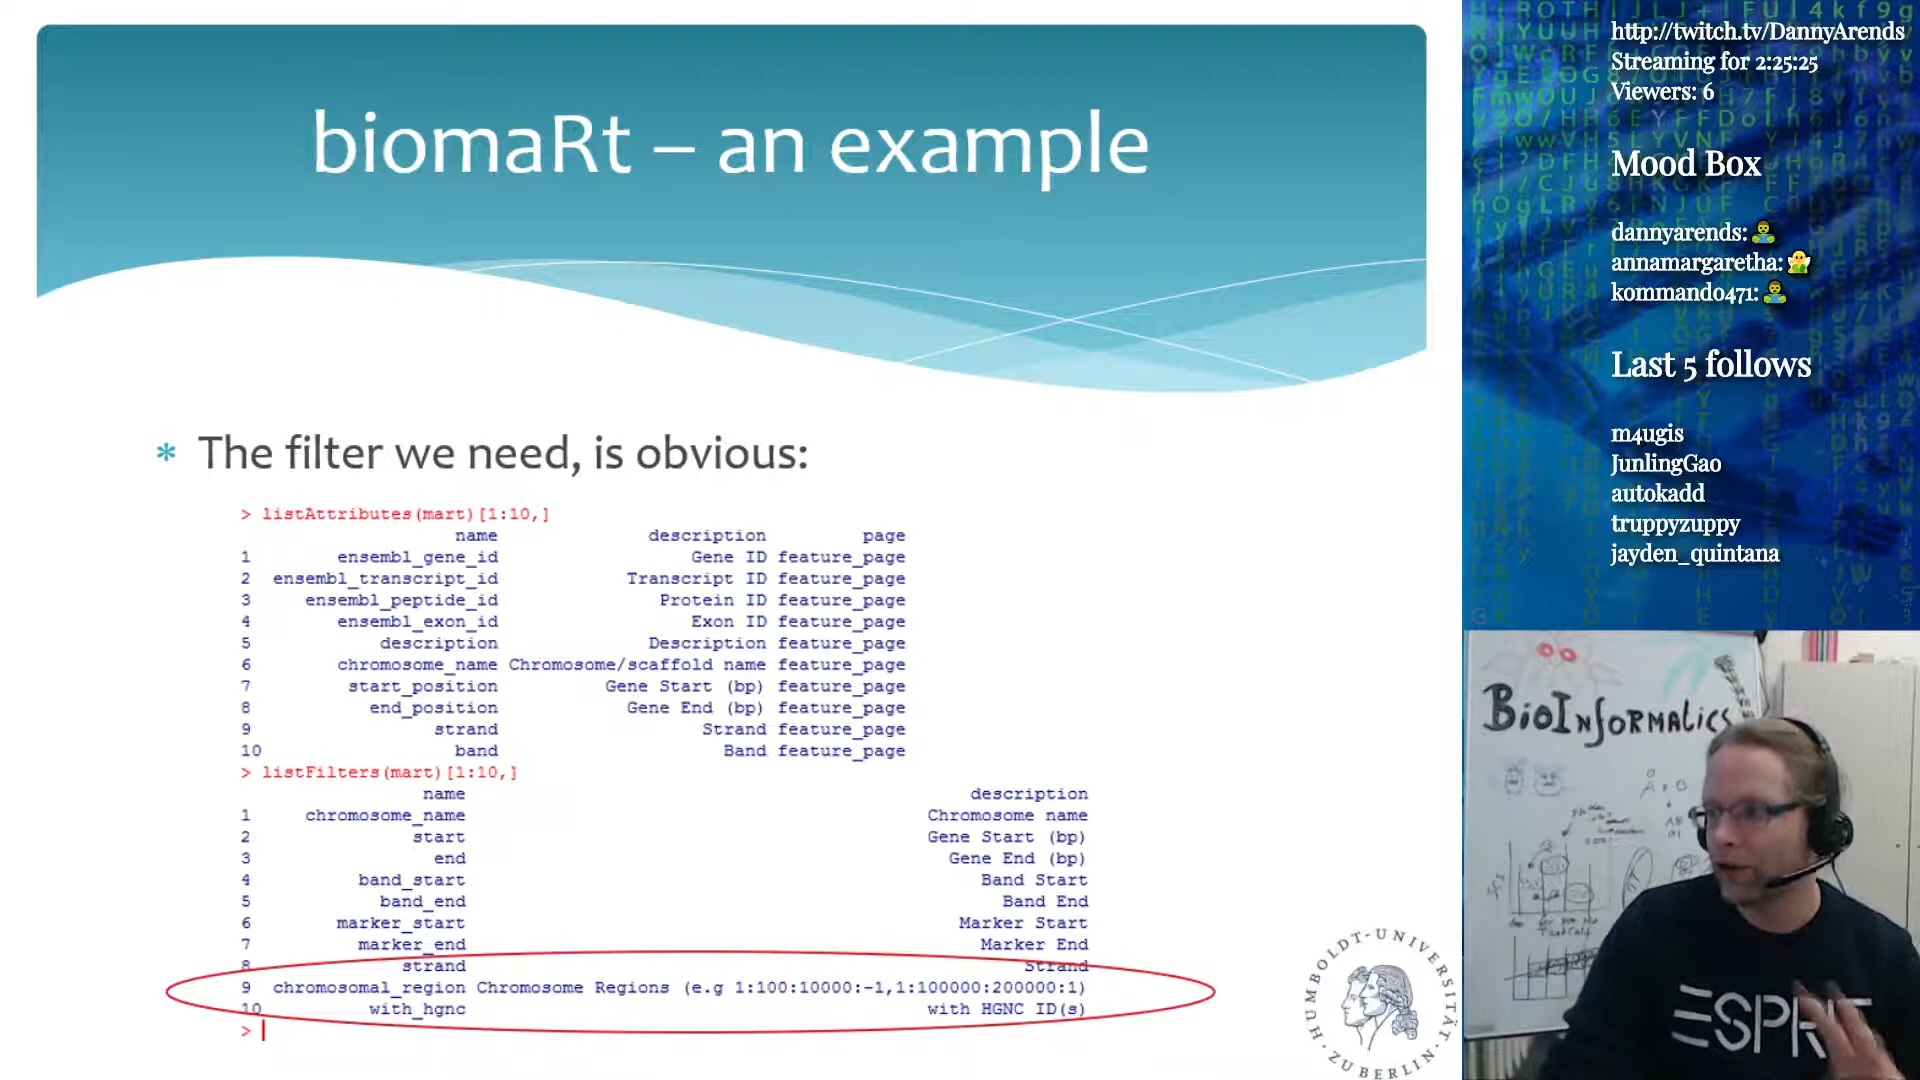 biomaRt – an example
* The filter we need, is obvious:
> listAttributes(mart)[1:10,]
name description page
1 ensembl_gene_id Gene ID feature_page
2 ensembl_transcript_id Transcript ID feature_page
3 ensembl_peptide_id Protein ID feature_page
4 ensembl_exon_id Exon ID feature_page
5 description Description feature_page
6 chromosome_name Chromosome/scaffold name feature_page
7 start_position Gene Start (bp) feature_page
8 end_position Gene End (bp) feature_page
9 strand Strand feature_page
10 band Band feature_page
> listFilters(mart)[1:10,]
name description
1 chromosome_name Chromosome name
2 start Gene Start (bp)
3 end Gene End (bp)
4 band_start Band Start
5 band_end Band End
6 marker_start Marker Start
7 marker_end Marker End
8 strand Strand
9 chromosomal_region Chromosome Regions (e.g 1:100:10000:-1,1:100000:200000:1)
10 with_hgnc with HGNC ID(s)
>
HUMBOLDT-UNIVERSITÄT
· ZU BERLIN ·
http://twitch.tv/DannyArends
Streaming for 2:25:25
Viewers: 6
Mood Box
dannyarends:
annamargaretha:
kommando471:
Last 5 follows
m4ugis
JunlingGao
autokadd
truppyzuppy
jayden_quintana
BioInformatics
ESPRIT